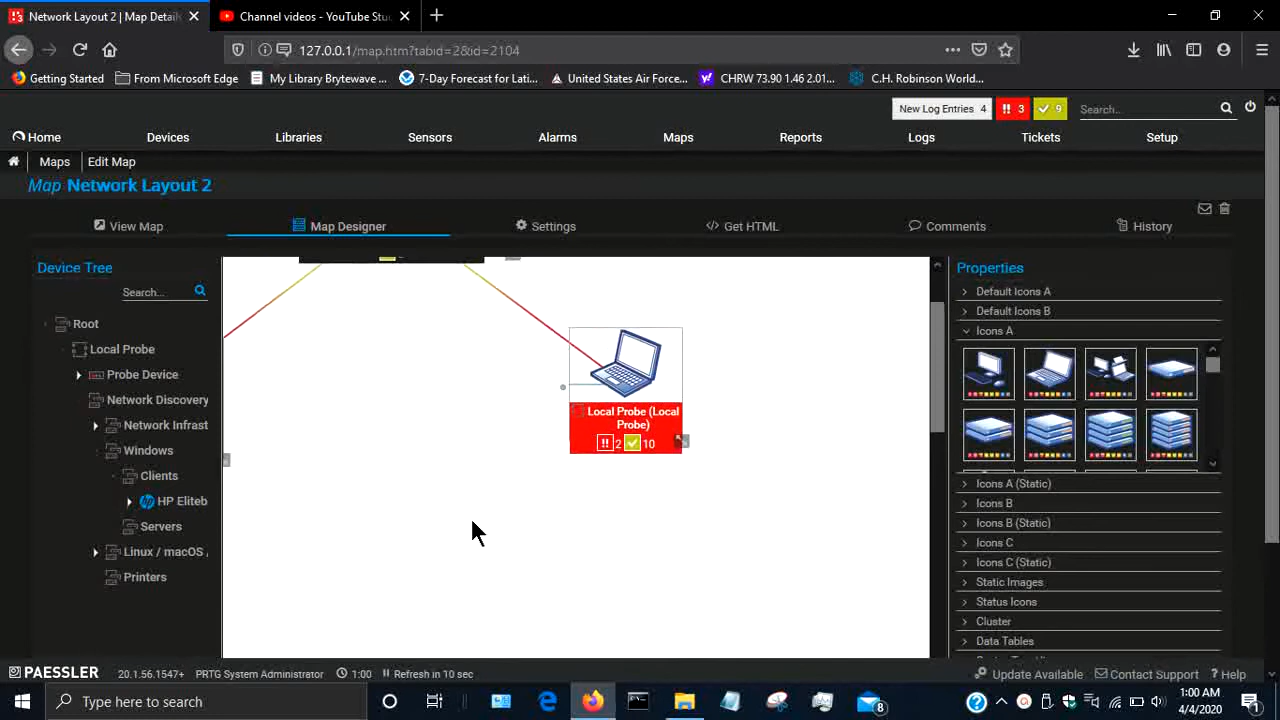 Network Layout 2 | Map Details
Channel videos - YouTube Stu
127.0.0.1/map.htm?tabid=2&id=2104
Getting Started
From Microsoft Edge
My Library Brytewave...
7-Day Forecast for Lati...
United States Air Force...
CHRW 73.90 1.46 2.01...
C.H. Robinson World...
New Log Entries 4
!! 3
9
Search...
Home
Devices
Libraries
Sensors
Alarms
Maps
Reports
Logs
Tickets
Setup
Maps
Edit Map
Map Network Layout 2
View Map
Map Designer
Settings
Get HTML
Comments
History
Device Tree
Search...
Root
Local Probe
Probe Device
Network Discovery
Network Infrast
Windows
Clients
HP Eliteb
Servers
Linux / macOS /
Printers
Local Probe (Local
Probe)
!! 2
10
Properties
Default Icons A
Default Icons B
Icons A
Icons A (Static)
Icons B
Icons B (Static)
Icons C
Icons C (Static)
Static Images
Status Icons
Cluster
Data Tables
PAESSLER
20.1.56.1547+
PRTG System Administrator
1:00
Refresh in 10 sec
Update Available
Contact Support
? Help
Type here to search
8
1:00 AM
4/4/2020
1